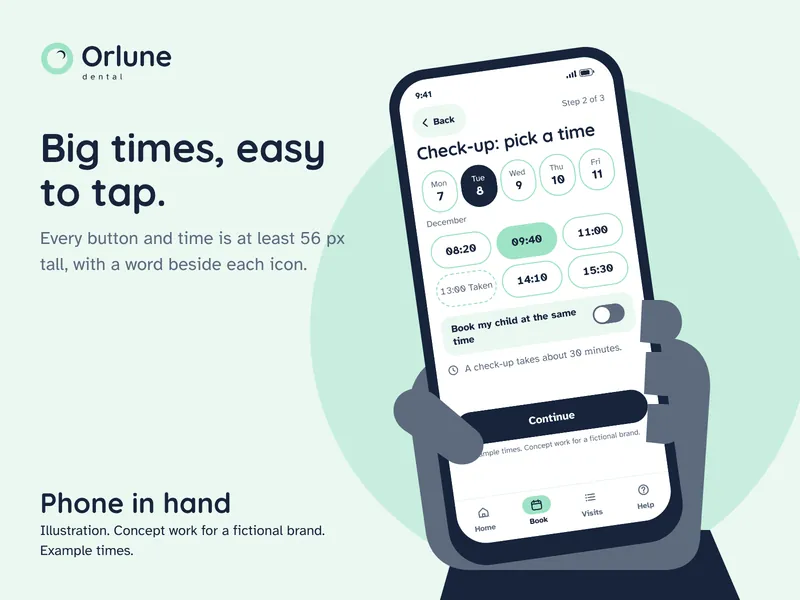 Orlune
dental
Big times, easy
to tap.
Every button and time is at least 56 px
tall, with a word beside each icon.
Phone in hand
Illustration. Concept work for a fictional brand.
Example times.
9:41
Back
Step 2 of 3
Check-up: pick a time
Mon
7
Tue
8
Wed
9
Thu
10
Fri
11
December
08:20
09:40
11:00
13:00 Taken
14:10
15:30
Book my child at the same
time
A check-up takes about 30 minutes.
Continue
times. Concept work for a fictional brand.
Home
Book
Visits
Help